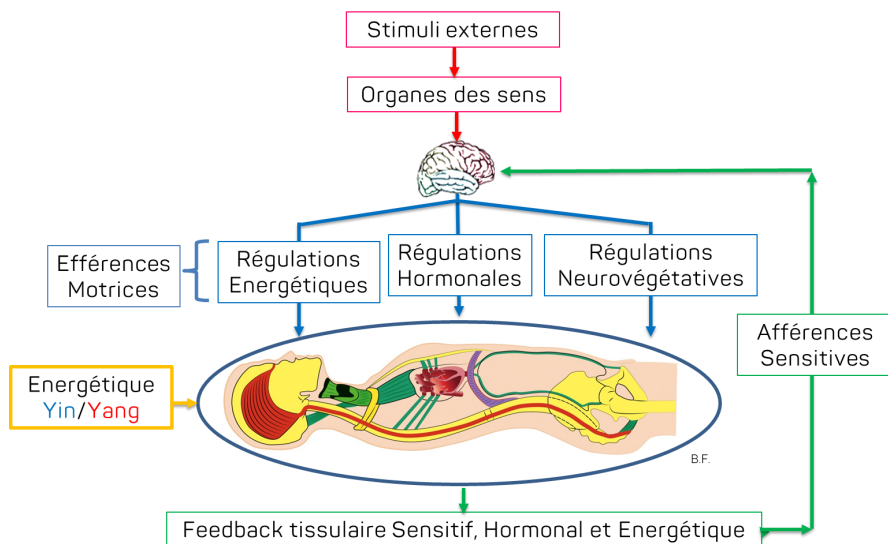 Stimuli externes
Organes des sens
Efférences
Motrices
Régulations
Energétiques
Régulations
Hormonales
Régulations
Neurovégétatives
Afférences
Sensitives
Energétique
Yin/Yang
B.F.
Feedback tissulaire Sensitif, Hormonal et Energétique